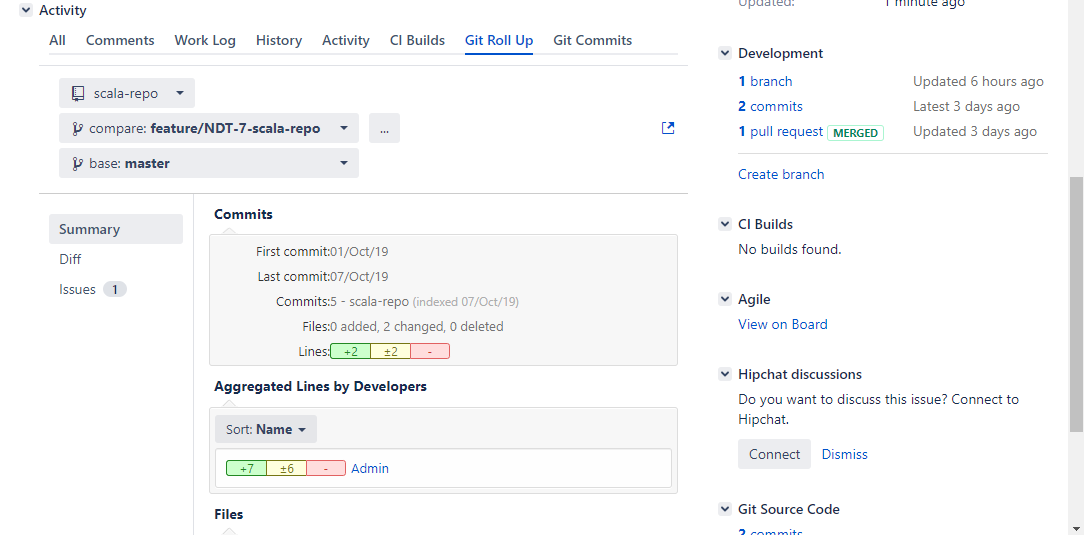 Activity
All Comments Work Log History Activity CI Builds Git Roll Up Git Commits
scala-repo
compare: feature/NDT-7-scala-repo ...
base: master
Summary
Diff
Issues 1
Commits
First commit:01/Oct/19
Last commit:07/Oct/19
Commits:5 - scala-repo (indexed 07/Oct/19)
Files:0 added, 2 changed, 0 deleted
Lines: +2 ±2 -
Aggregated Lines by Developers
Sort: Name
+7 ±6 - Admin
Files
Updated: 1 minute ago
Development
1 branch Updated 6 hours ago
2 commits Latest 3 days ago
1 pull request MERGED Updated 3 days ago
Create branch
CI Builds
No builds found.
Agile
View on Board
Hipchat discussions
Do you want to discuss this issue? Connect to
Hipchat.
Connect Dismiss
Git Source Code
2 commits